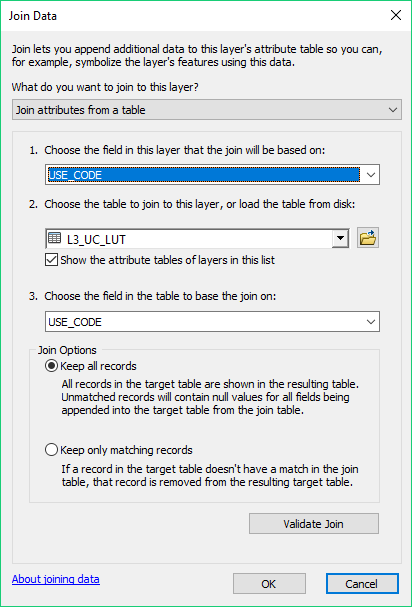 Join Data
Join lets you append additional data to this layer's attribute table so you can,
for example, symbolize the layer's features using this data.
What do you want to join to this layer?
Join attributes from a table
1. Choose the field in this layer that the join will be based on:
USE_CODE
2. Choose the table to join to this layer, or load the table from disk:
L3_UC_LUT
Show the attribute tables of layers in this list
3. Choose the field in the table to base the join on:
USE_CODE
Join Options
Keep all records
All records in the target table are shown in the resulting table.
Unmatched records will contain null values for all fields being
appended into the target table from the join table.
Keep only matching records
If a record in the target table doesn't have a match in the join
table, that record is removed from the resulting target table.
Validate Join
About joining data
OK
Cancel